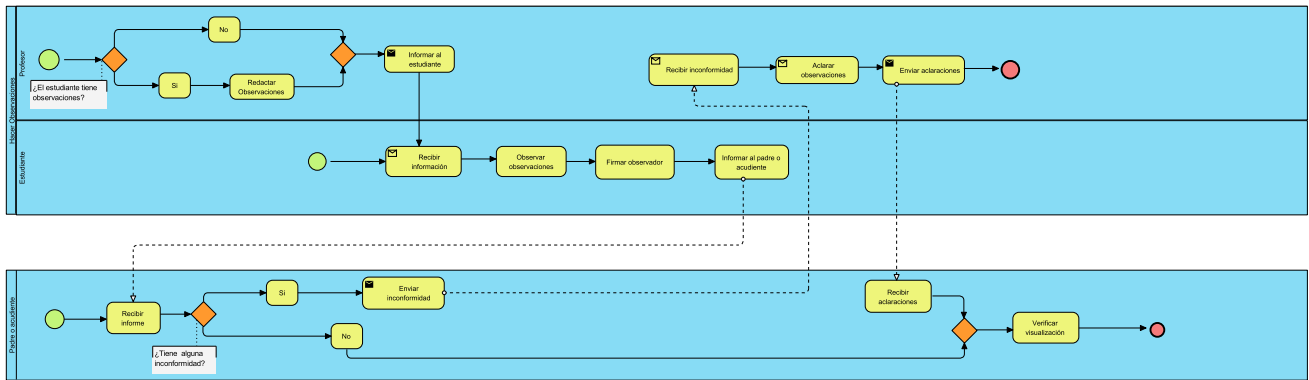 Hacer Observaciones
Profesor
¿El estudiante tiene
observaciones?
No
Si
Redactar
Observaciones
Informar al
estudiante
Recibir inconformidad
Aclarar
observaciones
Enviar aclaraciones
Estudiante
Recibir
información
Observar
observaciones
Firmar observador
Informar al padre o
acudiente
Padre o acudiente
Recibir
informe
¿Tiene alguna
inconformidad?
Si
Enviar
inconformidad
No
Recibir
aclaraciones
Verificar
visualización